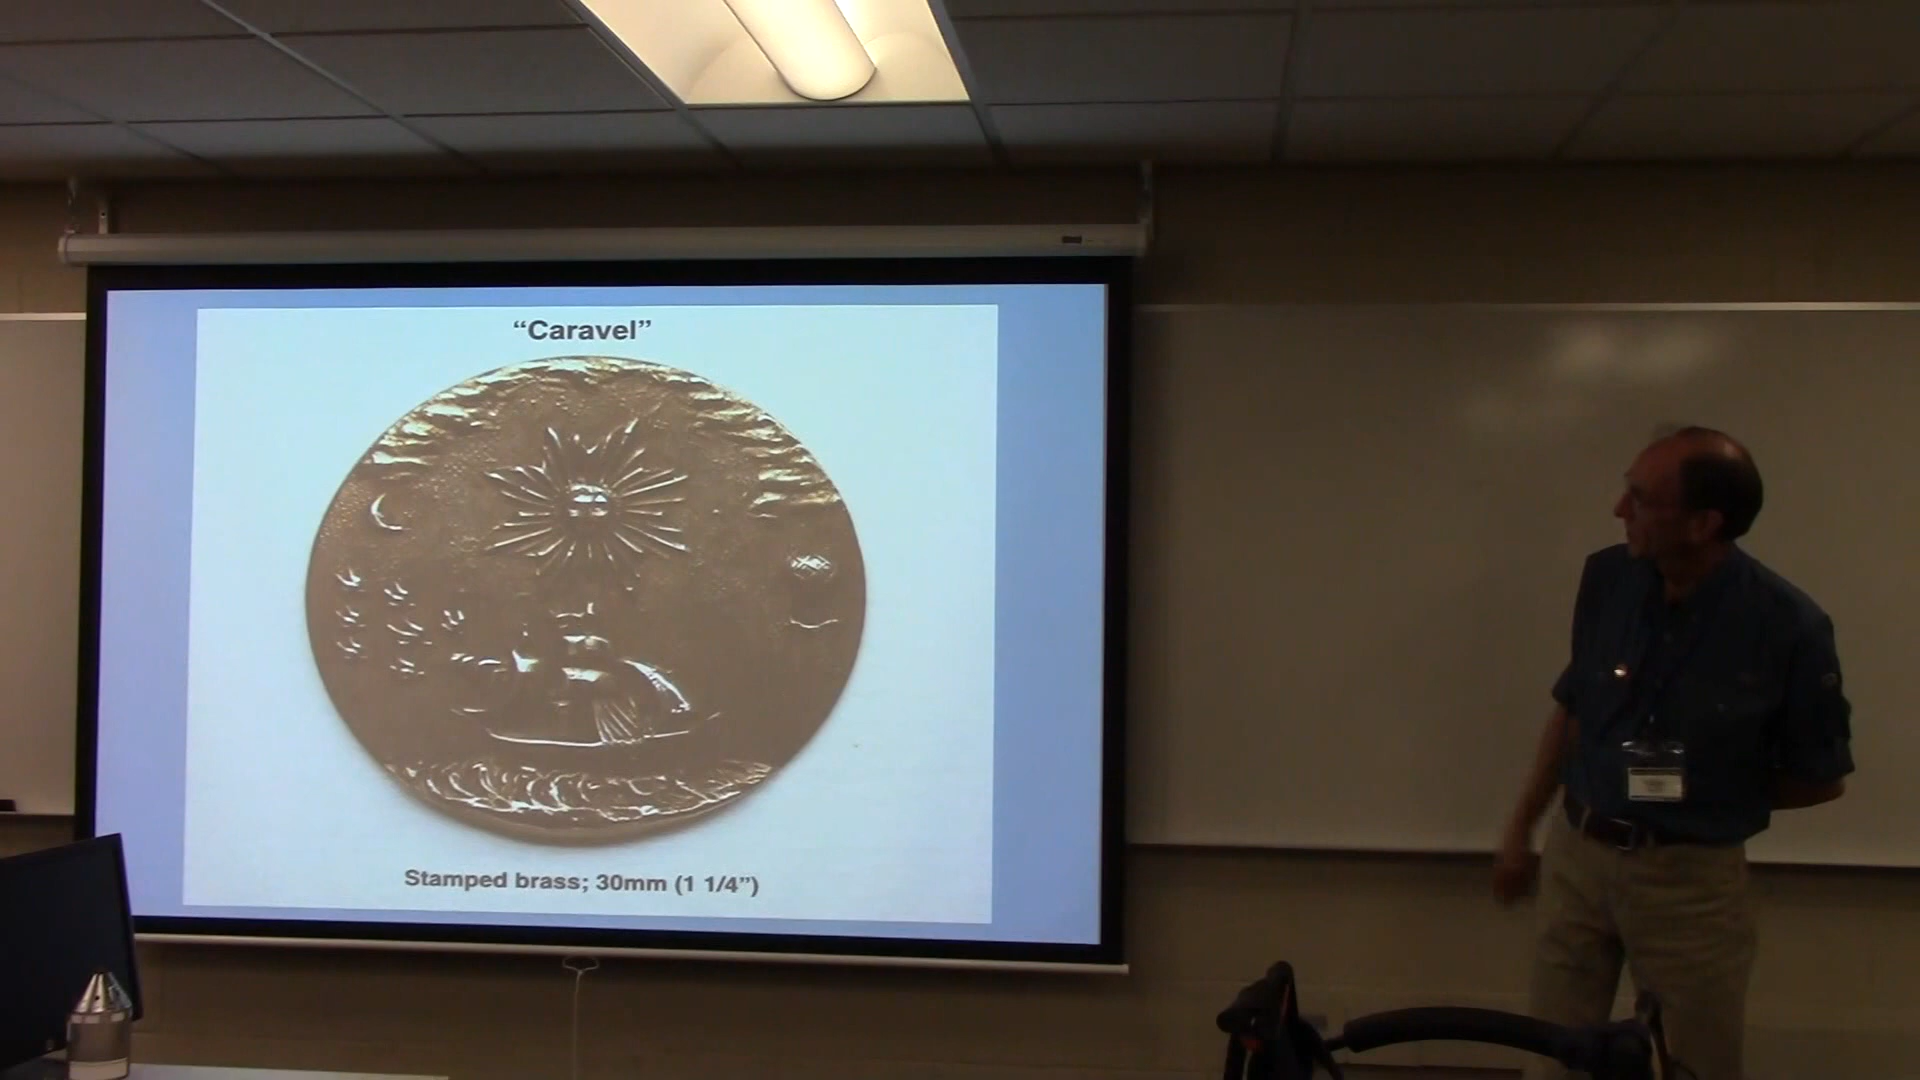 “Caravel”
Stamped brass; 30mm (1 1/4”)